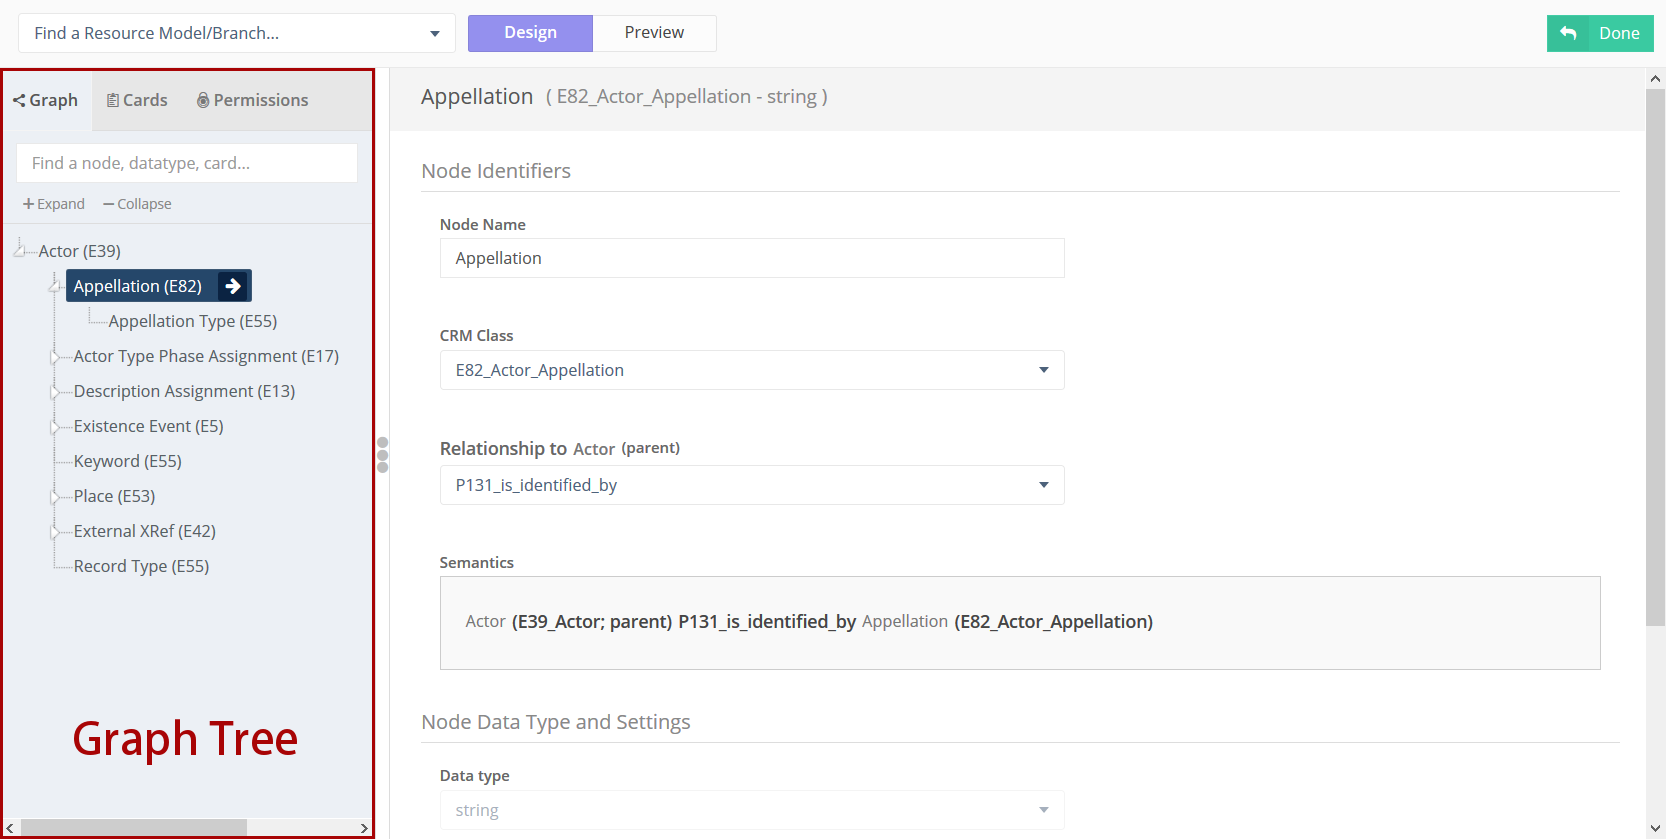 Find a Resource Model/Branch...
Design
Preview
Done
Graph
Cards
Permissions
Find a node, datatype, card...
Expand
Collapse
Actor (E39)
Appellation (E82)
Appellation Type (E55)
Actor Type Phase Assignment (E17)
Description Assignment (E13)
Existence Event (E5)
Keyword (E55)
Place (E53)
External XRef (E42)
Record Type (E55)
Graph Tree
Appellation ( E82_Actor_Appellation - string )
Node Identifiers
Node Name
Appellation
CRM Class
E82_Actor_Appellation
Relationship to Actor (parent)
P131_is_identified_by
Semantics
Actor (E39_Actor; parent) P131_is_identified_by Appellation (E82_Actor_Appellation)
Node Data Type and Settings
Data type
string